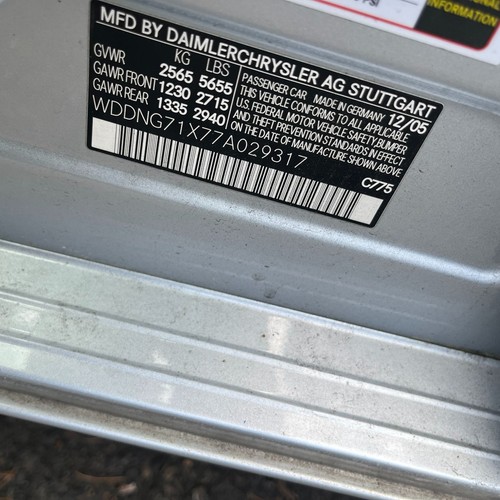 PSI
INFORMATION
MFD BY DAIMLERCHRYSLER AG STUTTGART
KG LBS
GVWR 2565 5655
GAWR FRONT 1230 2715
GAWR REAR 1335 2940
PASSENGER CAR MADE IN GERMANY 12/05
THIS VEHICLE CONFORMS TO ALL APPLICABLE
U.S. FEDERAL MOTOR VEHICLE SAFETY, BUMPER
AND THEFT PREVENTION STANDARDS IN EFFECT
ON THE DATE OF MANUFACTURE SHOWN ABOVE
WDDNG71X77A029317
C775